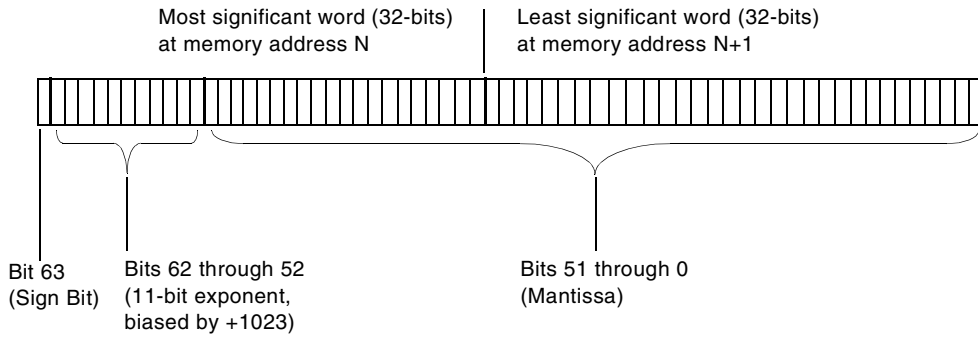 Most significant word (32-bits)
at memory address N
Least significant word (32-bits)
at memory address N+1
Bit 63
(Sign Bit)
Bits 62 through 52
(11-bit exponent,
biased by +1023)
Bits 51 through 0
(Mantissa)